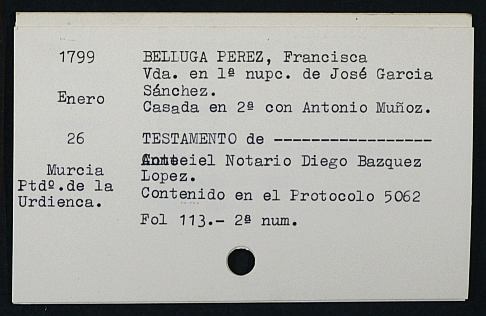 1799
Enero
26
Murcia
Ptdº.de la
Urdienca.
BELLUGA PEREZ, Francisca
Vda. en 1ª nupc. de José Garcia
Sánchez.
Casada en 2ª con Antonio Muñoz.
TESTAMENTO de -----------------
el Notario Diego Bazquez
Lopez.
Contenido en el Protocolo 5062
Fol 113.- 2ª num.